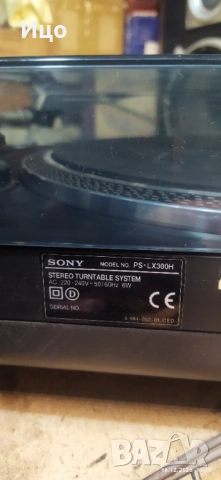 Ицо
SONY MODEL NO. PS-LX300H
STEREO TURNTABLE SYSTEM
AC 220-240V~50/60Hz 6W
D CE
SERIAL NO.
BAZAR